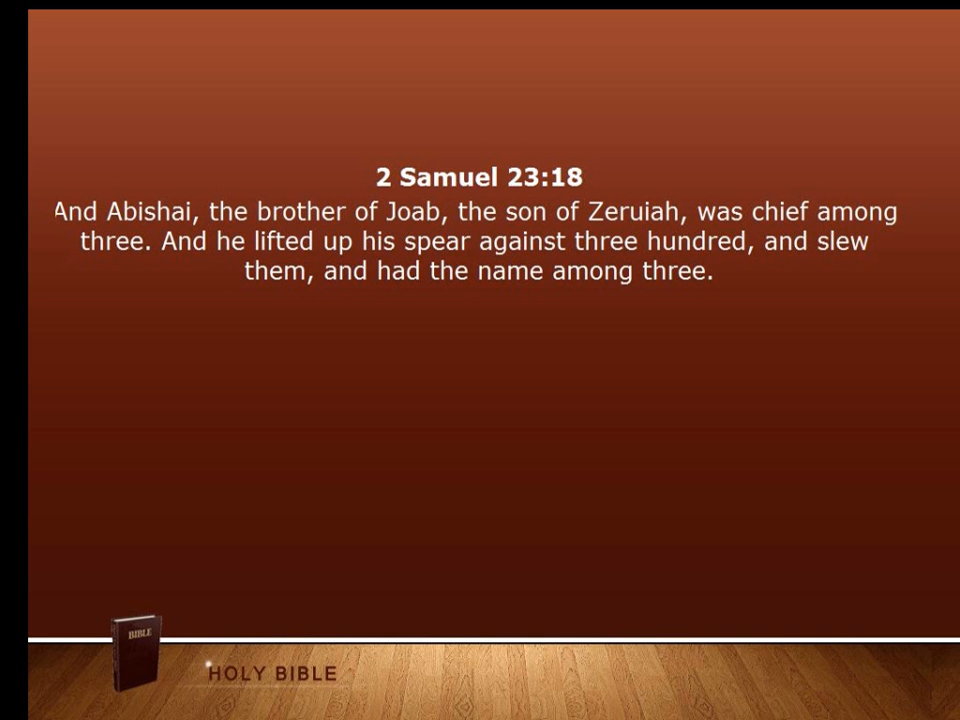 2 Samuel 23:18
And Abishai, the brother of Joab, the son of Zeruiah, was chief among
three. And he lifted up his spear against three hundred, and slew
them, and had the name among three.
BIBLE
HOLY BIBLE